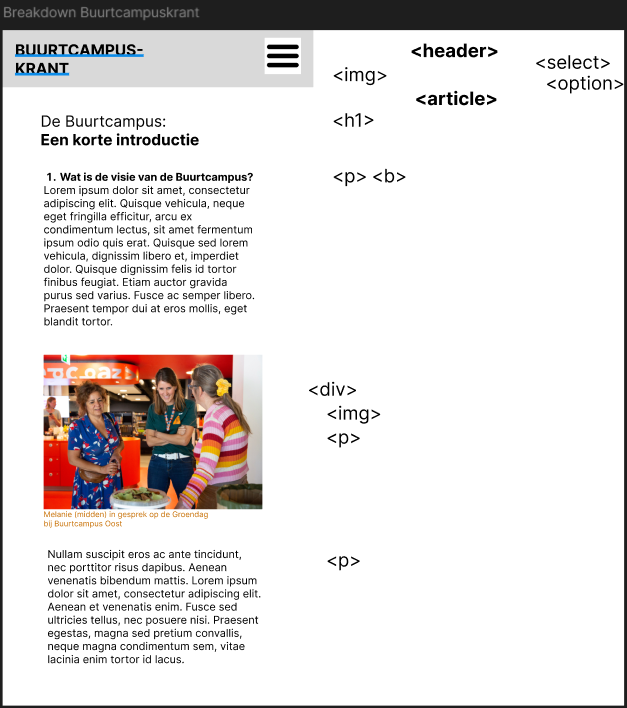 Breakdown Buurtcampuskrant
BUURTCAMPUS-
KRANT
<header>
<select>
<img>
<option>
<article>
<h1>
De Buurtcampus:
Een korte introductie
<p> <b>
1. Wat is de visie van de Buurtcampus?
Lorem ipsum dolor sit amet, consectetur
adipiscing elit. Quisque vehicula, neque
eget fringilla efficitur, arcu ex
condimentum lectus, sit amet fermentum
ipsum odio quis erat. Quisque sed lorem
vehicula, dignissim libero et, imperdiet
dolor. Quisque dignissim felis id tortor
finibus feugiat. Etiam auctor gravida
purus sed varius. Fusce ac semper libero.
Praesent tempor dui at eros mollis, eget
blandit tortor.
<div>
<img>
<p>
Melanie (midden) in gesprek op de Groendag
bij Buurtcampus Oost
<p>
Nullam suscipit eros ac ante tincidunt,
nec porttitor risus dapibus. Aenean
venenatis bibendum mattis. Lorem ipsum
dolor sit amet, consectetur adipiscing elit.
Aenean et venenatis enim. Fusce sed
ultricies tellus, nec posuere nisi. Praesent
egestas, magna sed pretium convallis,
neque magna condimentum sem, vitae
lacinia enim tortor id lacus.